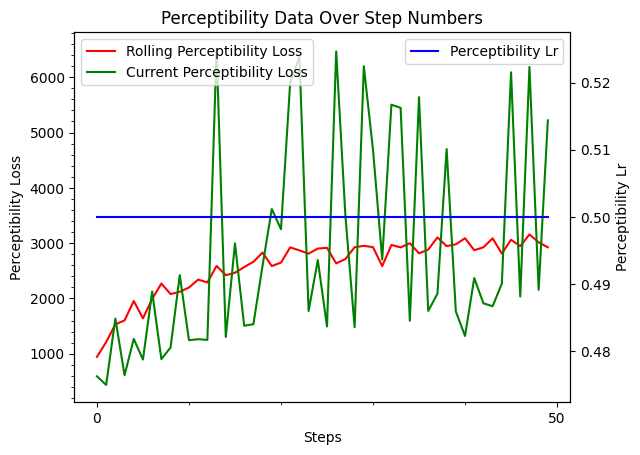 Perceptibility Data Over Step Numbers
Rolling Perceptibility Loss
Current Perceptibility Loss
Perceptibility Lr
6000
5000
4000
3000
2000
1000
Perceptibility Loss
0.52
0.51
0.50
0.49
0.48
Perceptibility Lr
0
50
Steps